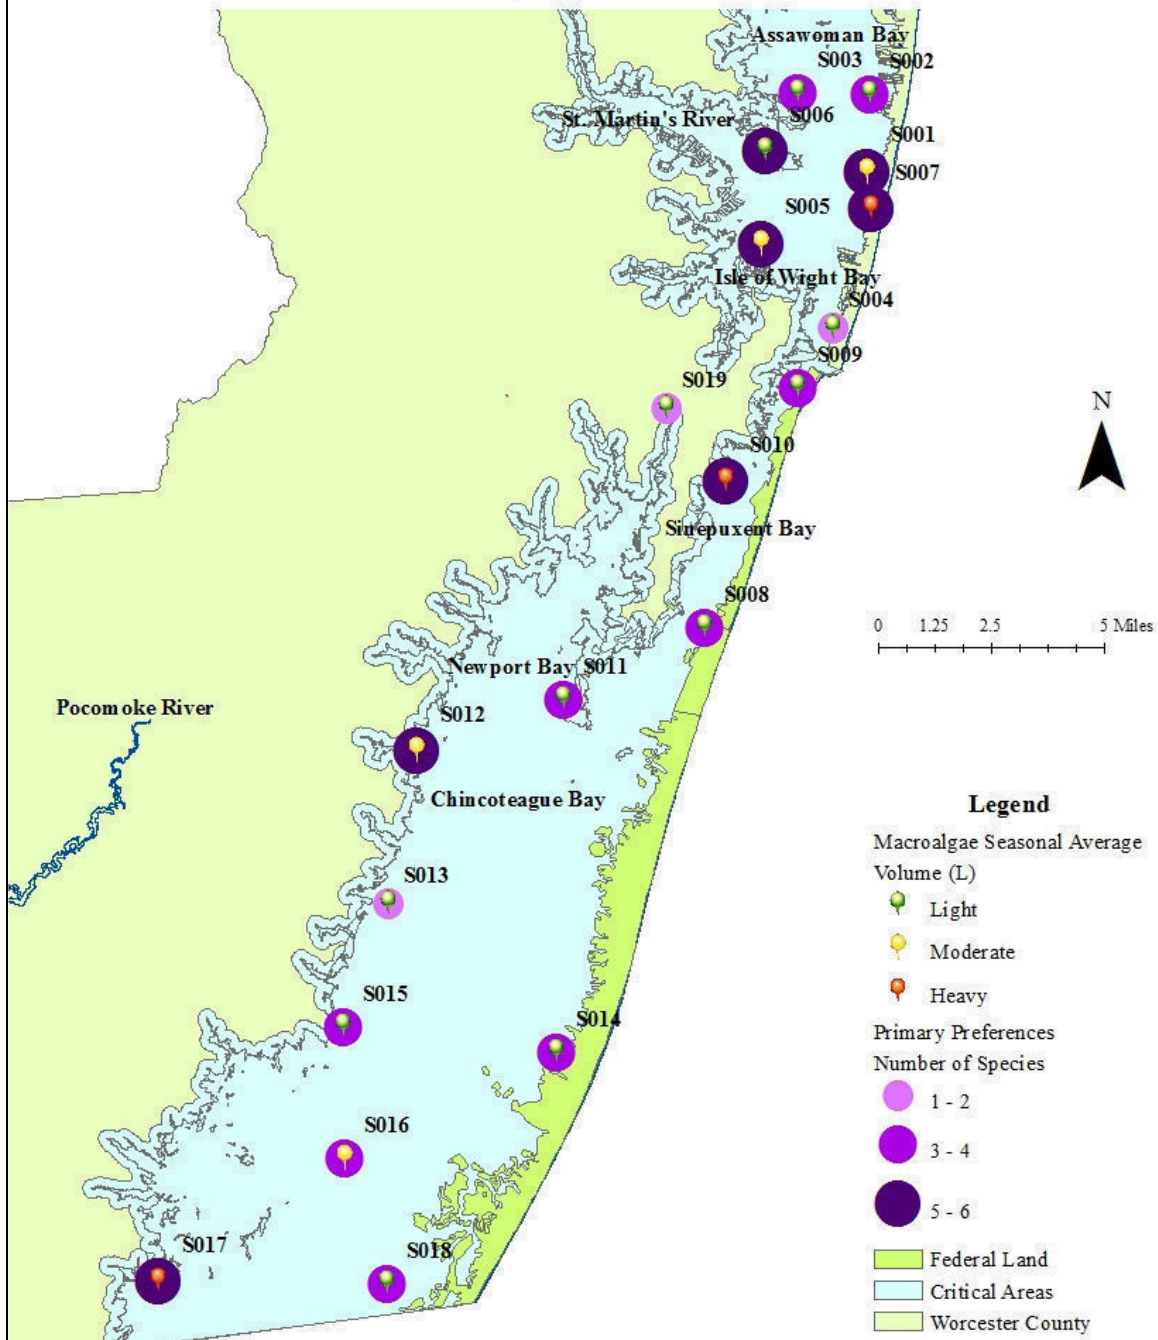 Assawoman Bay
S003
S002
S006
St. Martin's River
S001
S007
S005
Isle of Wight Bay
S004
S009
S019
N
S010
Sinepuxent Bay
S008
0 1.25 2.5 5 Miles
Newport Bay
S011
Pocomoke River
S012
Chincoteague Bay
S013
S015
S014
S016
S017
S018
Legend
Macroalgae Seasonal Average
Volume (L)
Light
Moderate
Heavy
Primary Preferences
Number of Species
1 - 2
3 - 4
5 - 6
Federal Land
Critical Areas
Worcester County